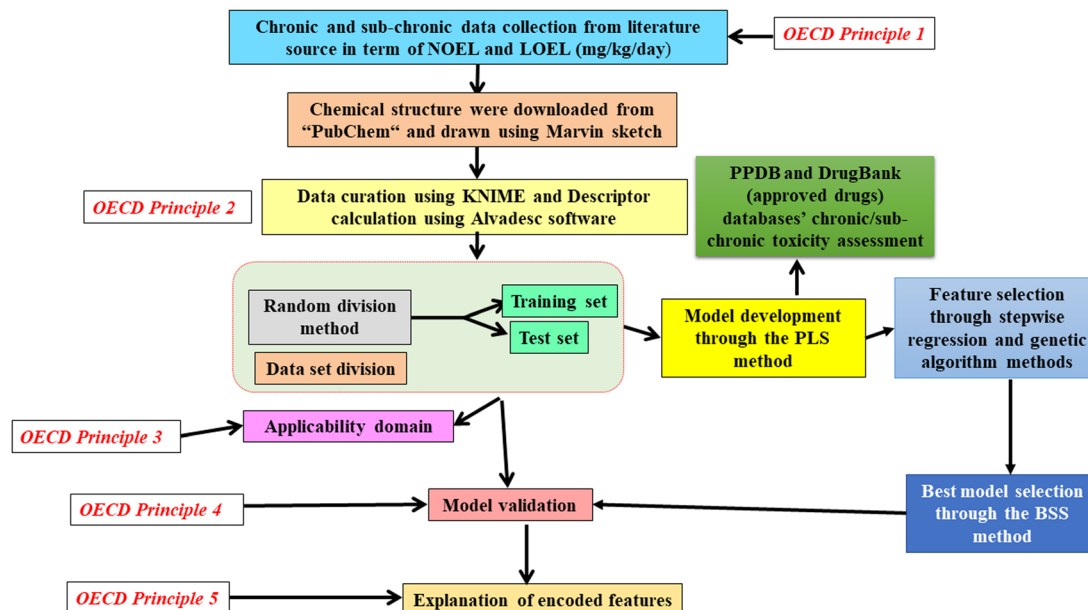 Chronic and sub-chronic data collection from literature
source in term of NOEL and LOEL (mg/kg/day)
OECD Principle 1
Chemical structure were downloaded from
“PubChem“ and drawn using Marvin sketch
OECD Principle 2
Data curation using KNIME and Descriptor
calculation using Alvadesc software
PPDB and DrugBank
(approved drugs)
databases’ chronic/sub-
chronic toxicity assessment
Random division
method
Training set
Test set
Data set division
Model development
through the PLS
method
Feature selection
through stepwise
regression and genetic
algorithm methods
OECD Principle 3
Applicability domain
OECD Principle 4
Model validation
Best model selection
through the BSS
method
OECD Principle 5
Explanation of encoded features